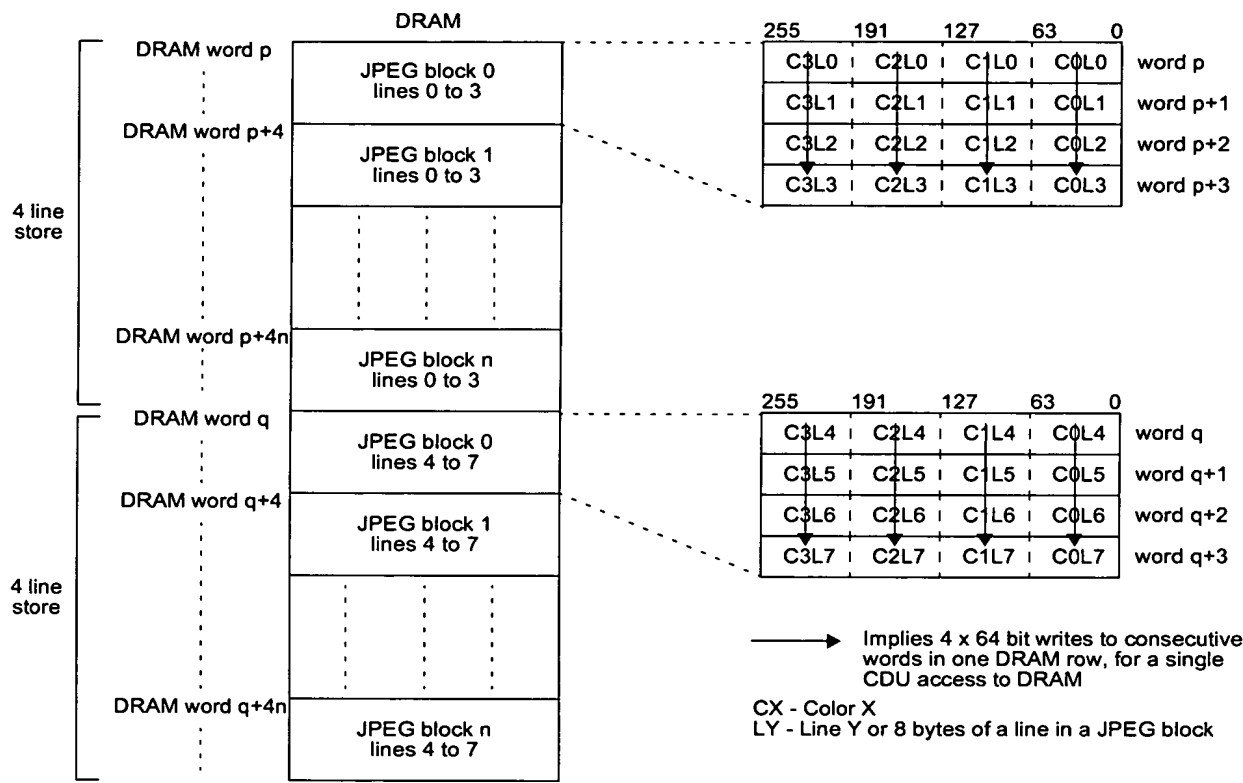 DRAM
DRAM word p
JPEG block 0
lines 0 to 3
DRAM word p+4
JPEG block 1
lines 0 to 3
4 line
store
DRAM word p+4n
JPEG block n
lines 0 to 3
DRAM word q
JPEG block 0
lines 4 to 7
DRAM word q+4
JPEG block 1
lines 4 to 7
4 line
store
DRAM word q+4n
JPEG block n
lines 4 to 7
255 191 127 63 0
C3L0 C2L0 C1L0 C0L0 word p
C3L1 C2L1 C1L1 C0L1 word p+1
C3L2 C2L2 C1L2 C0L2 word p+2
C3L3 C2L3 C1L3 C0L3 word p+3
255 191 127 63 0
C3L4 C2L4 C1L4 C0L4 word q
C3L5 C2L5 C1L5 C0L5 word q+1
C3L6 C2L6 C1L6 C0L6 word q+2
C3L7 C2L7 C1L7 C0L7 word q+3
Implies 4 x 64 bit writes to consecutive
words in one DRAM row, for a single
CDU access to DRAM
CX - Color X
LY - Line Y or 8 bytes of a line in a JPEG block